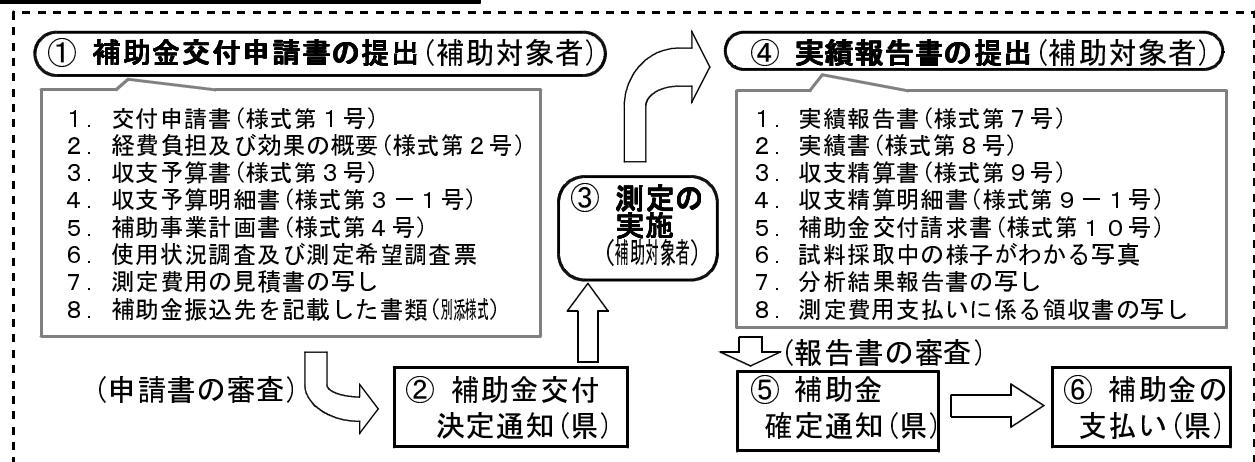 ① 補助金交付申請書の提出(補助対象者)
1. 交付申請書(様式第1号)
2. 経費負担及び効果の概要(様式第2号)
3. 収支予算書(様式第3号)
4. 収支予算明細書(様式第3-1号)
5. 補助事業計画書(様式第4号)
6. 使用状況調査及び測定希望調査票
7. 測定費用の見積書の写し
8. 補助金振込先を記載した書類(別添様式)
(申請書の審査)
② 補助金交付
決定通知(県)
③ 測定の
実施
(補助対象者)
④ 実績報告書の提出(補助対象者)
1. 実績報告書(様式第7号)
2. 実績書(様式第8号)
3. 収支精算書(様式第9号)
4. 収支精算明細書(様式第9-1号)
5. 補助金交付請求書(様式第10号)
6. 試料採取中の様子がわかる写真
7. 分析結果報告書の写し
8. 測定費用支払いに係る領収書の写し
(報告書の審査)
⑤ 補助金
確定通知(県)
⑥ 補助金の
支払い(県)